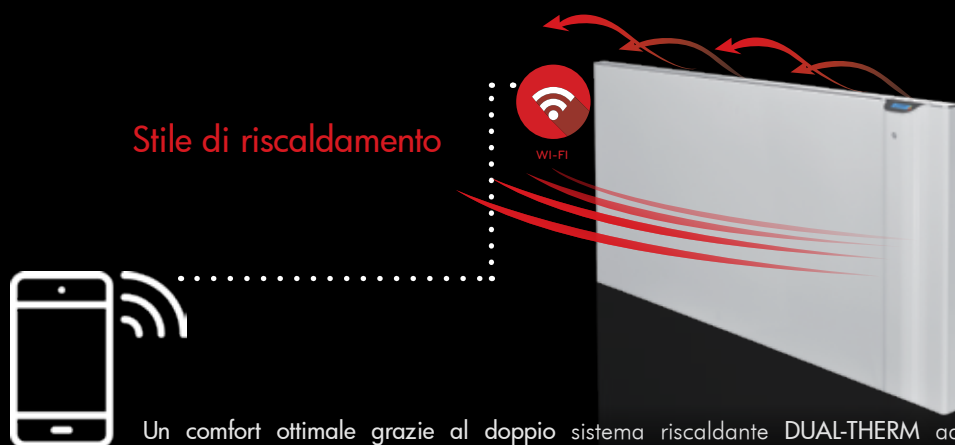 Stile di riscaldamento
WI-FI
Un comfort ottimale grazie al doppio sistema riscaldante DUAL-THERM